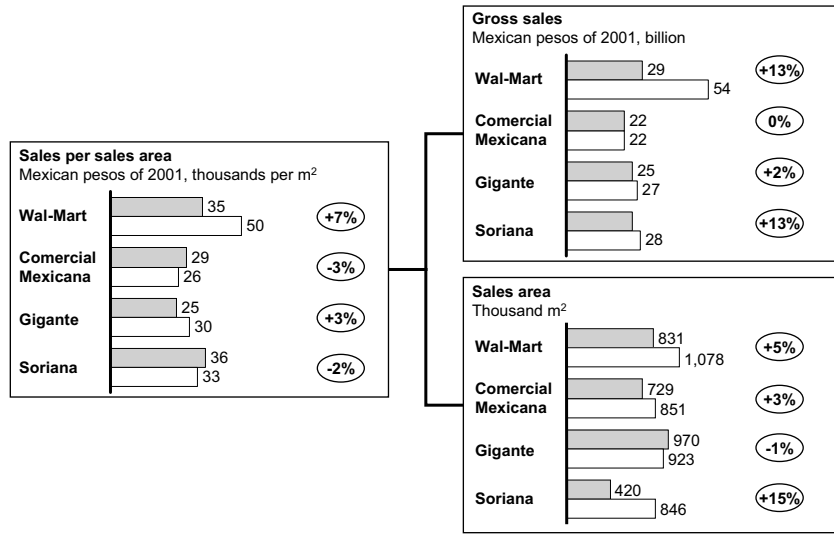 Sales per sales area
Mexican pesos of 2001, thousands per m²
Wal-Mart
35
50
+7%
Comercial
Mexicana
29
26
-3%
Gigante
25
30
+3%
Soriana
36
33
-2%
Gross sales
Mexican pesos of 2001, billion
Wal-Mart
29
54
+13%
Comercial
Mexicana
22
22
0%
Gigante
25
27
+2%
Soriana
28
+13%
Sales area
Thousand m²
Wal-Mart
831
1,078
+5%
Comercial
Mexicana
729
851
+3%
Gigante
970
923
-1%
Soriana
420
846
+15%